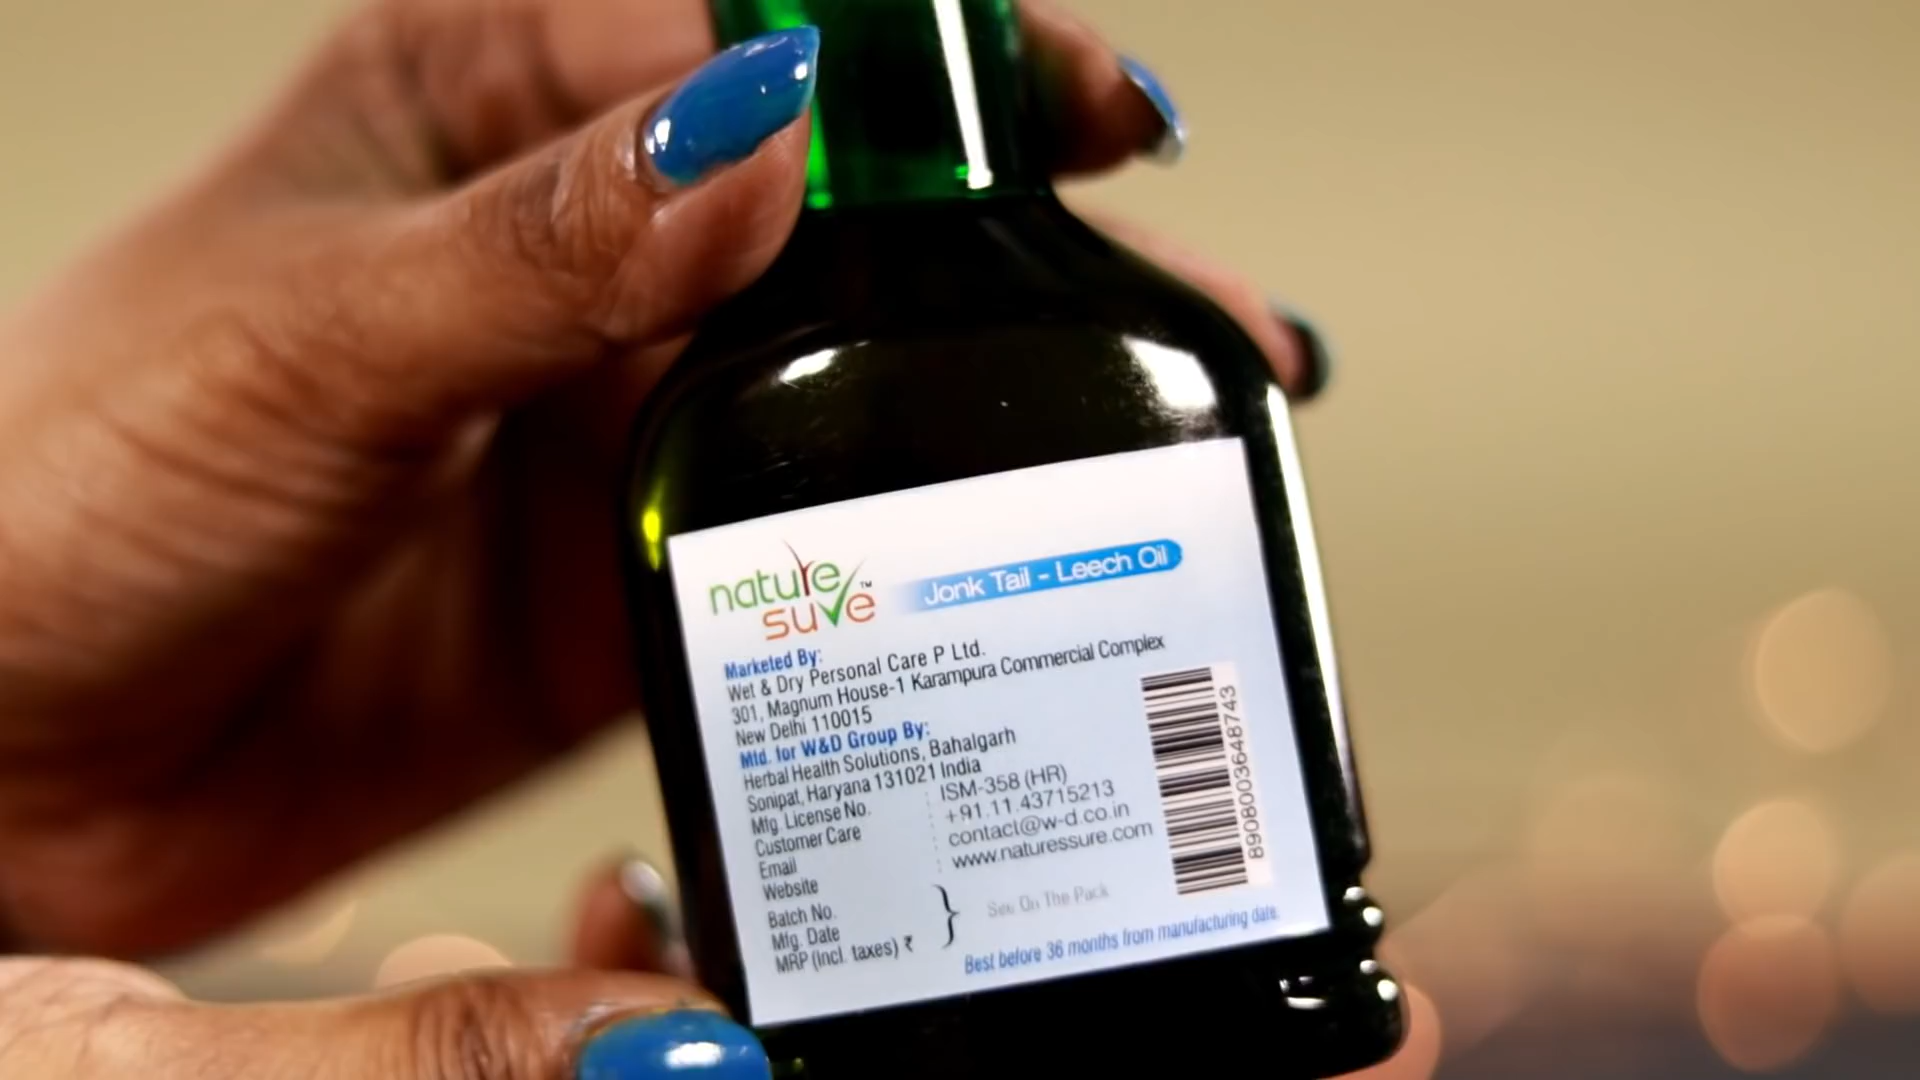 nature
sure™
Jonk Tail - Leech Oil
Marketed By:
Wet & Dry Personal Care P Ltd.
301, Magnum House-1 Karampura Commercial Complex
New Delhi 110015
Mfd. for W&D Group By:
Herbal Health Solutions, Bahalgarh
Sonipat, Haryana 131021 India
Mfg. License No. : ISM-358 (HR)
Customer Care : +91.11.43715213
Email : contact@w-d.co.in
Website : www.naturessure.com
Batch No.
Mfg. Date
MRP (Incl. taxes) ₹
} See On The Pack
Best before 36 months from manufacturing date.
8908003648743